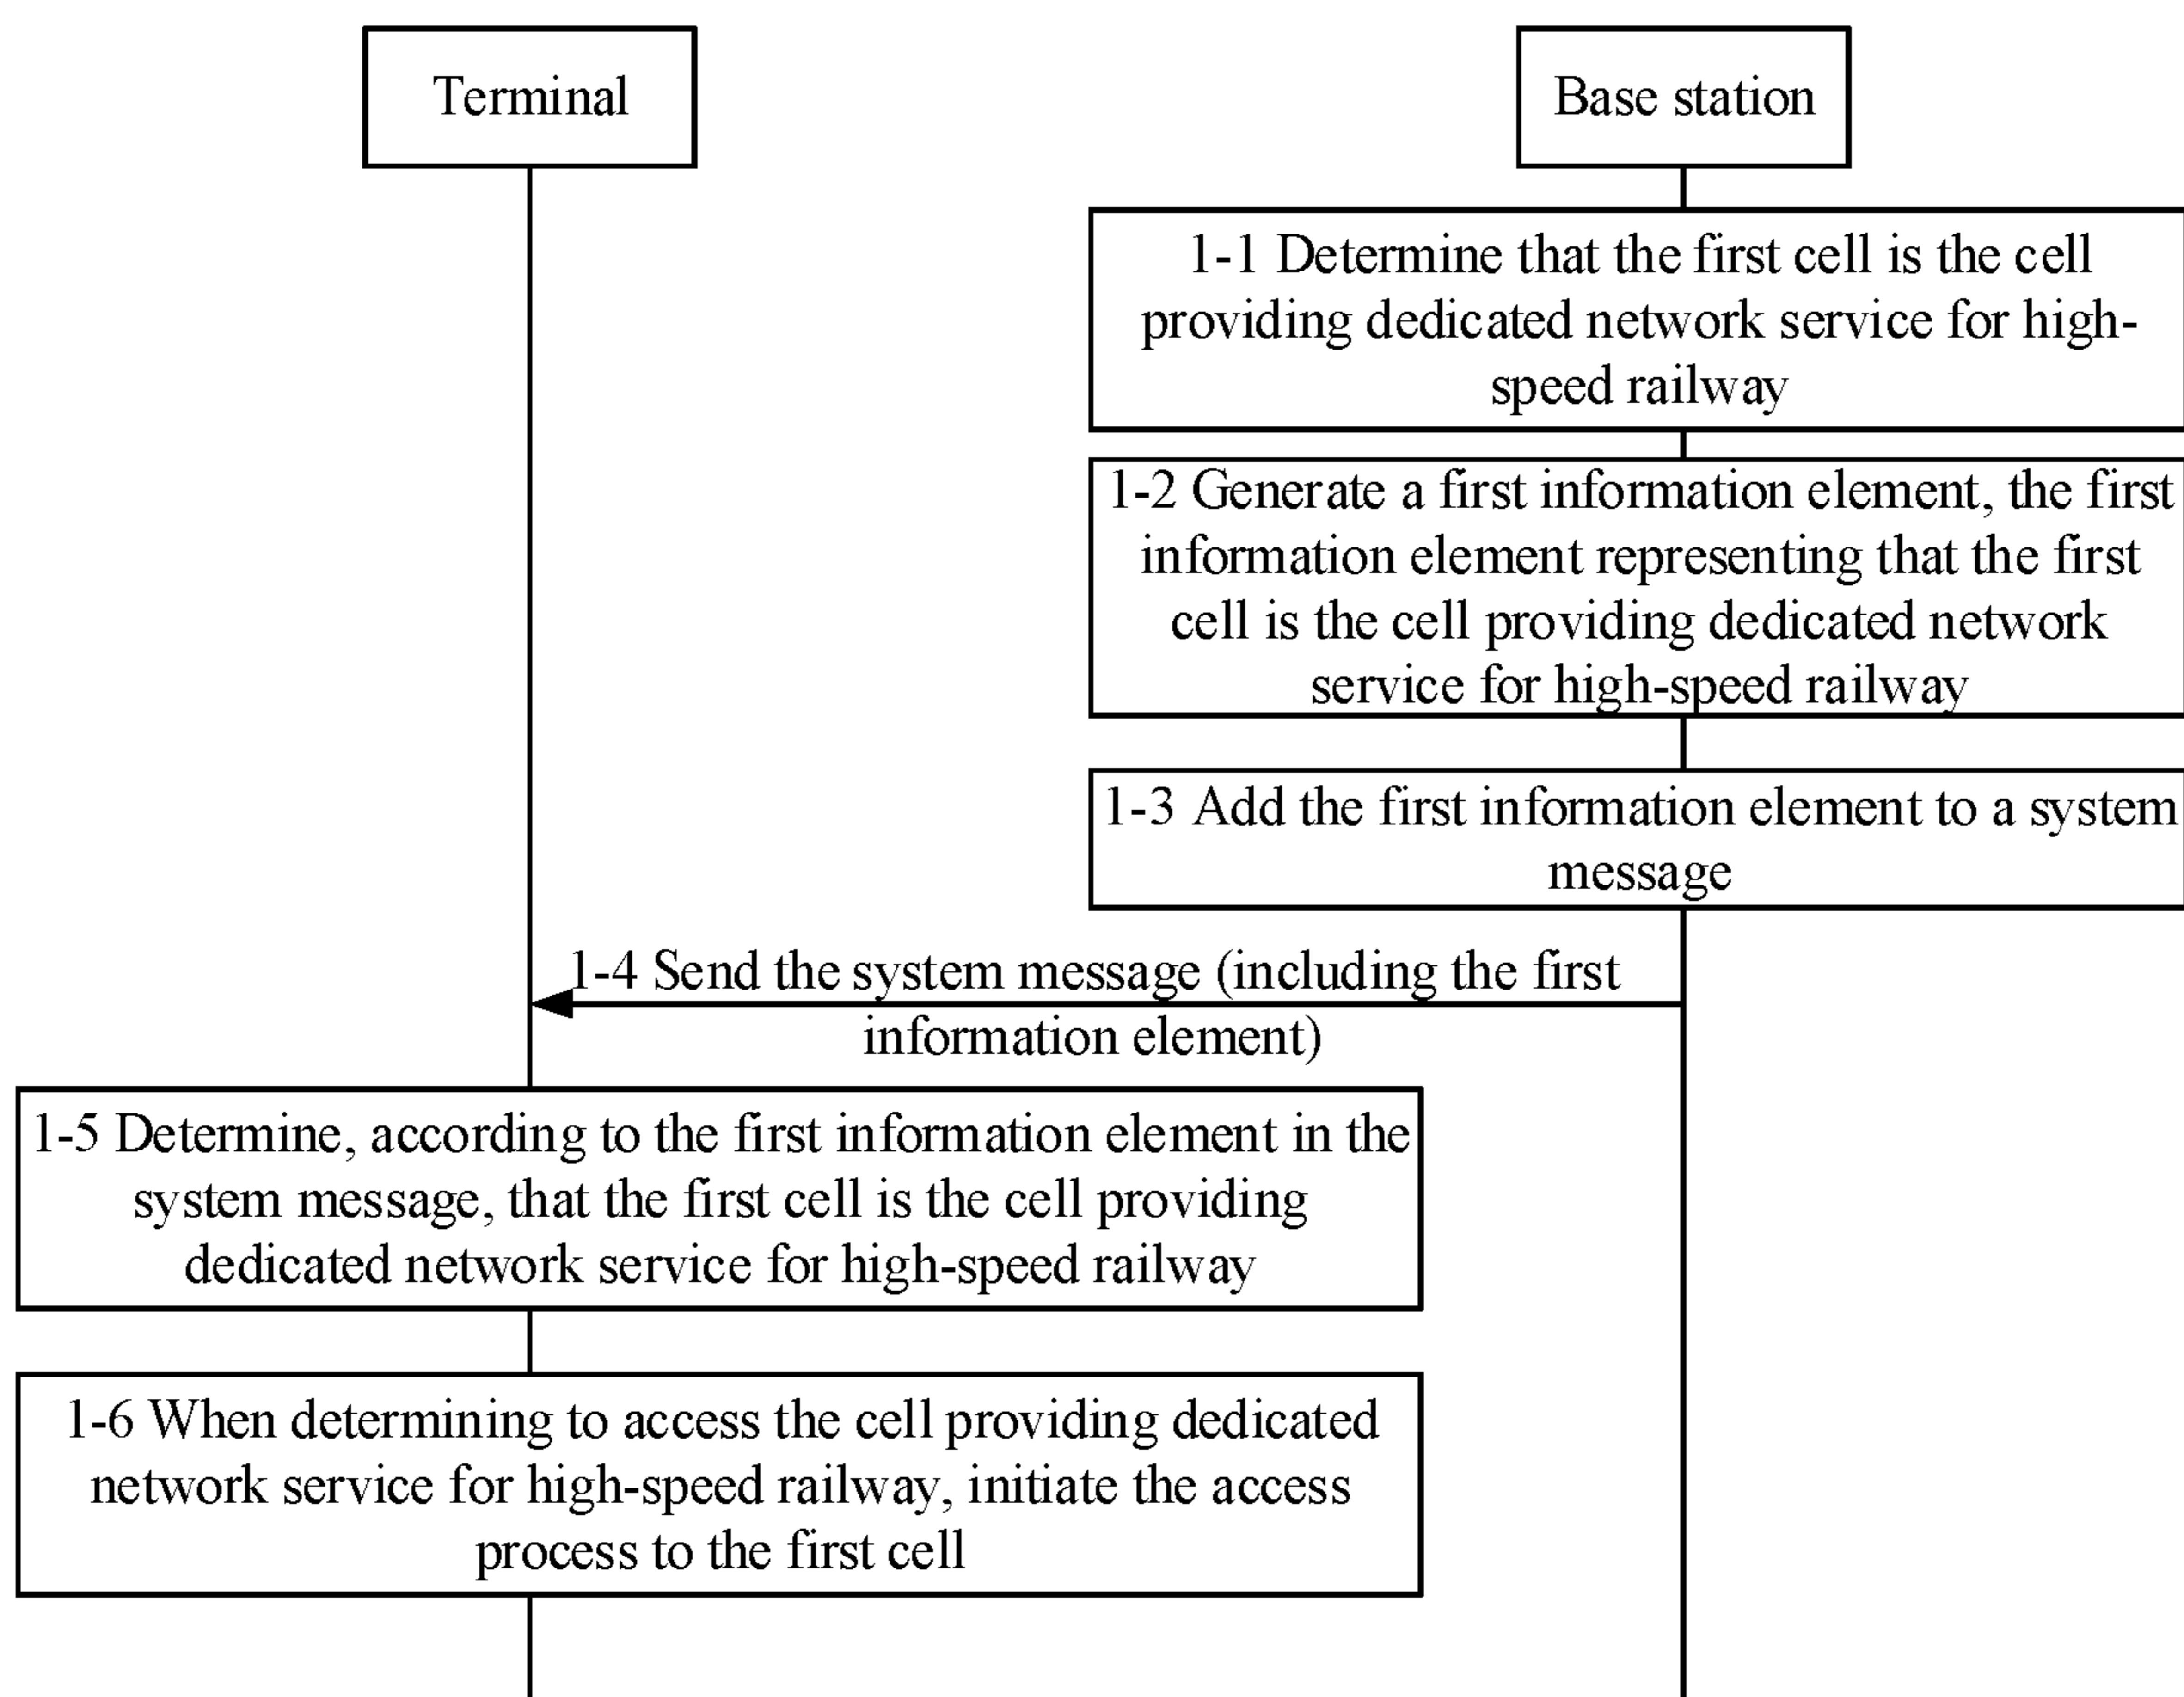 Terminal
Base station
1-1 Determine that the first cell is the cell
providing dedicated network service for high-
speed railway
1-2 Generate a first information element, the first
information element representing that the first
cell is the cell providing dedicated network
service for high-speed railway
1-3 Add the first information element to a system
message
1-4 Send the system message (including the first
information element)
1-5 Determine, according to the first information element in the
system message, that the first cell is the cell providing
dedicated network service for high-speed railway
1-6 When determining to access the cell providing dedicated
network service for high-speed railway, initiate the access
process to the first cell